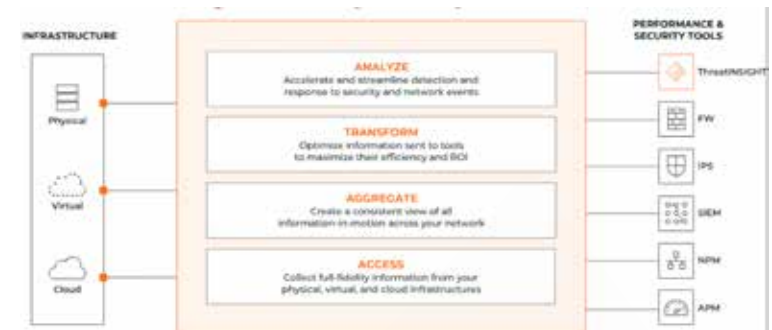 INFRASTRUCTURE
Physical
Virtual
Cloud
ANALYZE
Accelerate and streamline detection and
response to security and network events
TRANSFORM
Optimize information sent to tools
to maximize their efficiency and ROI
AGGREGATE
Create a consistent view of all
information-in-motion across your network
ACCESS
Collect full-fidelity information from your
physical, virtual, and cloud infrastructures
PERFORMANCE &
SECURITY TOOLS
ThreatINSIGHT
FW
IPS
SIEM
NPM
APM